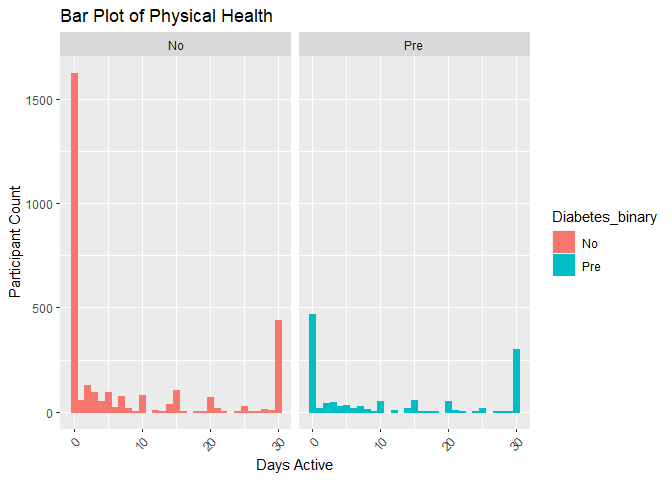 Bar Plot of Physical Health
No Pre
1500
1000
500
0
0 10 20 30 0 10 20 30
Days Active
Participant Count
Diabetes_binary
No
Pre